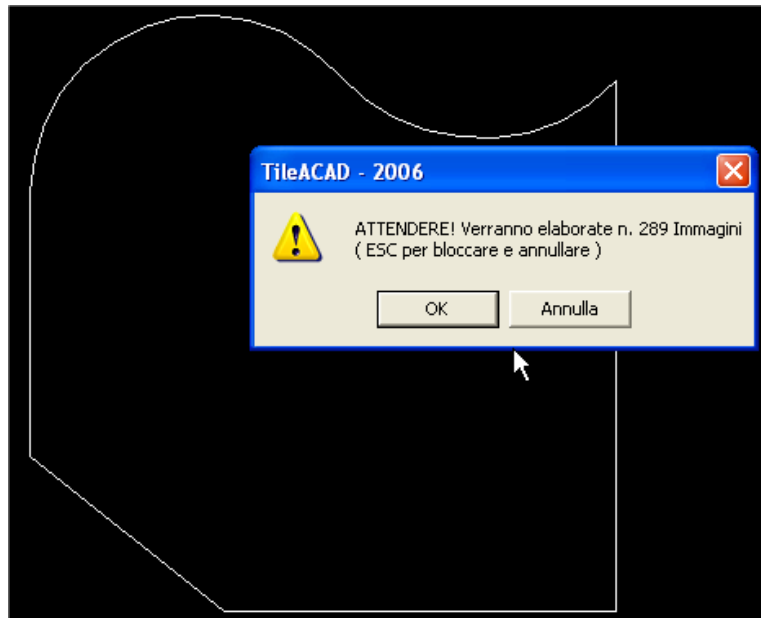 TileACAD - 2006
ATTENDERE! Verranno elaborate n. 289 Immagini
( ESC per bloccare e annullare )
OK
Annulla